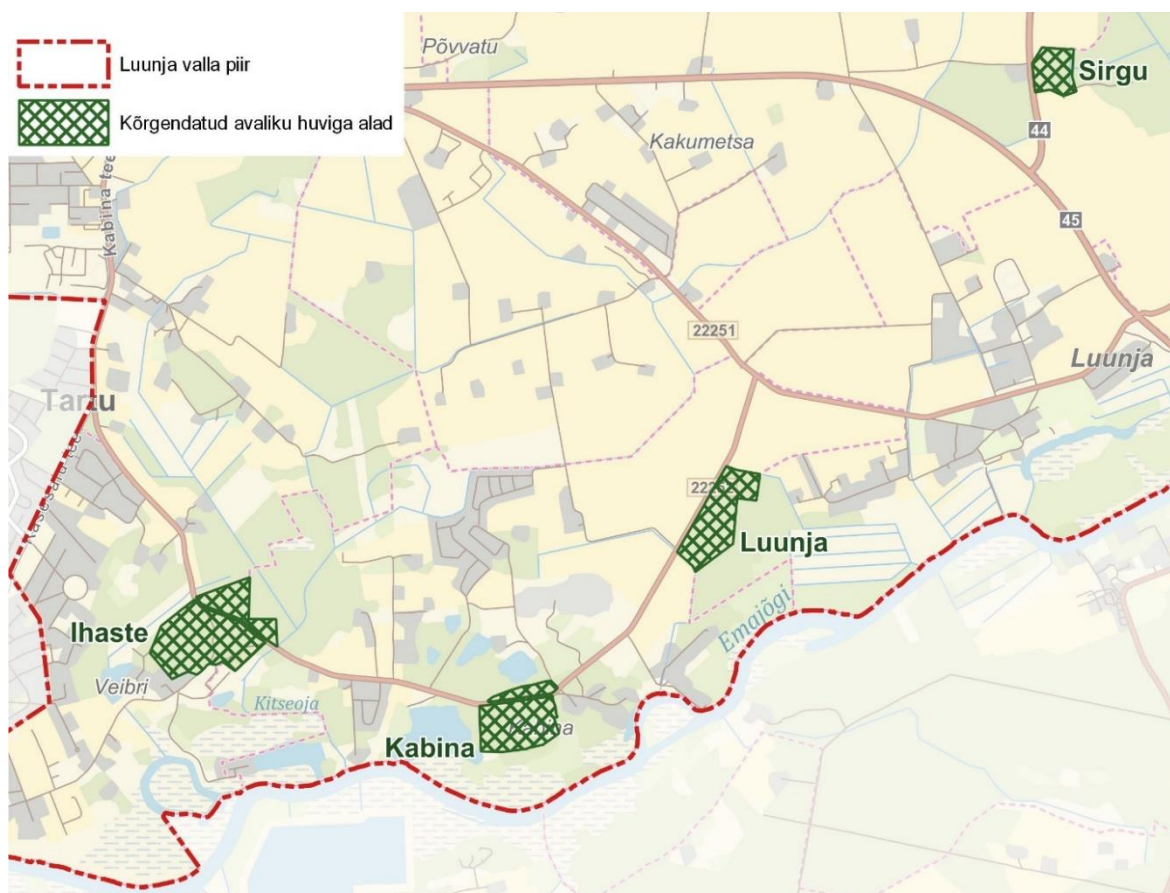 Luunja valla piir
Kõrgendatud avaliku huviga alad
Põvvatu
Sirgu
44
Kakumetsa
45
Kabina tee
22251
Luunja
Tartu
Luunja
Emajõgi
Ihaste
Veibri
Kitseoja
Kabina
Kabina